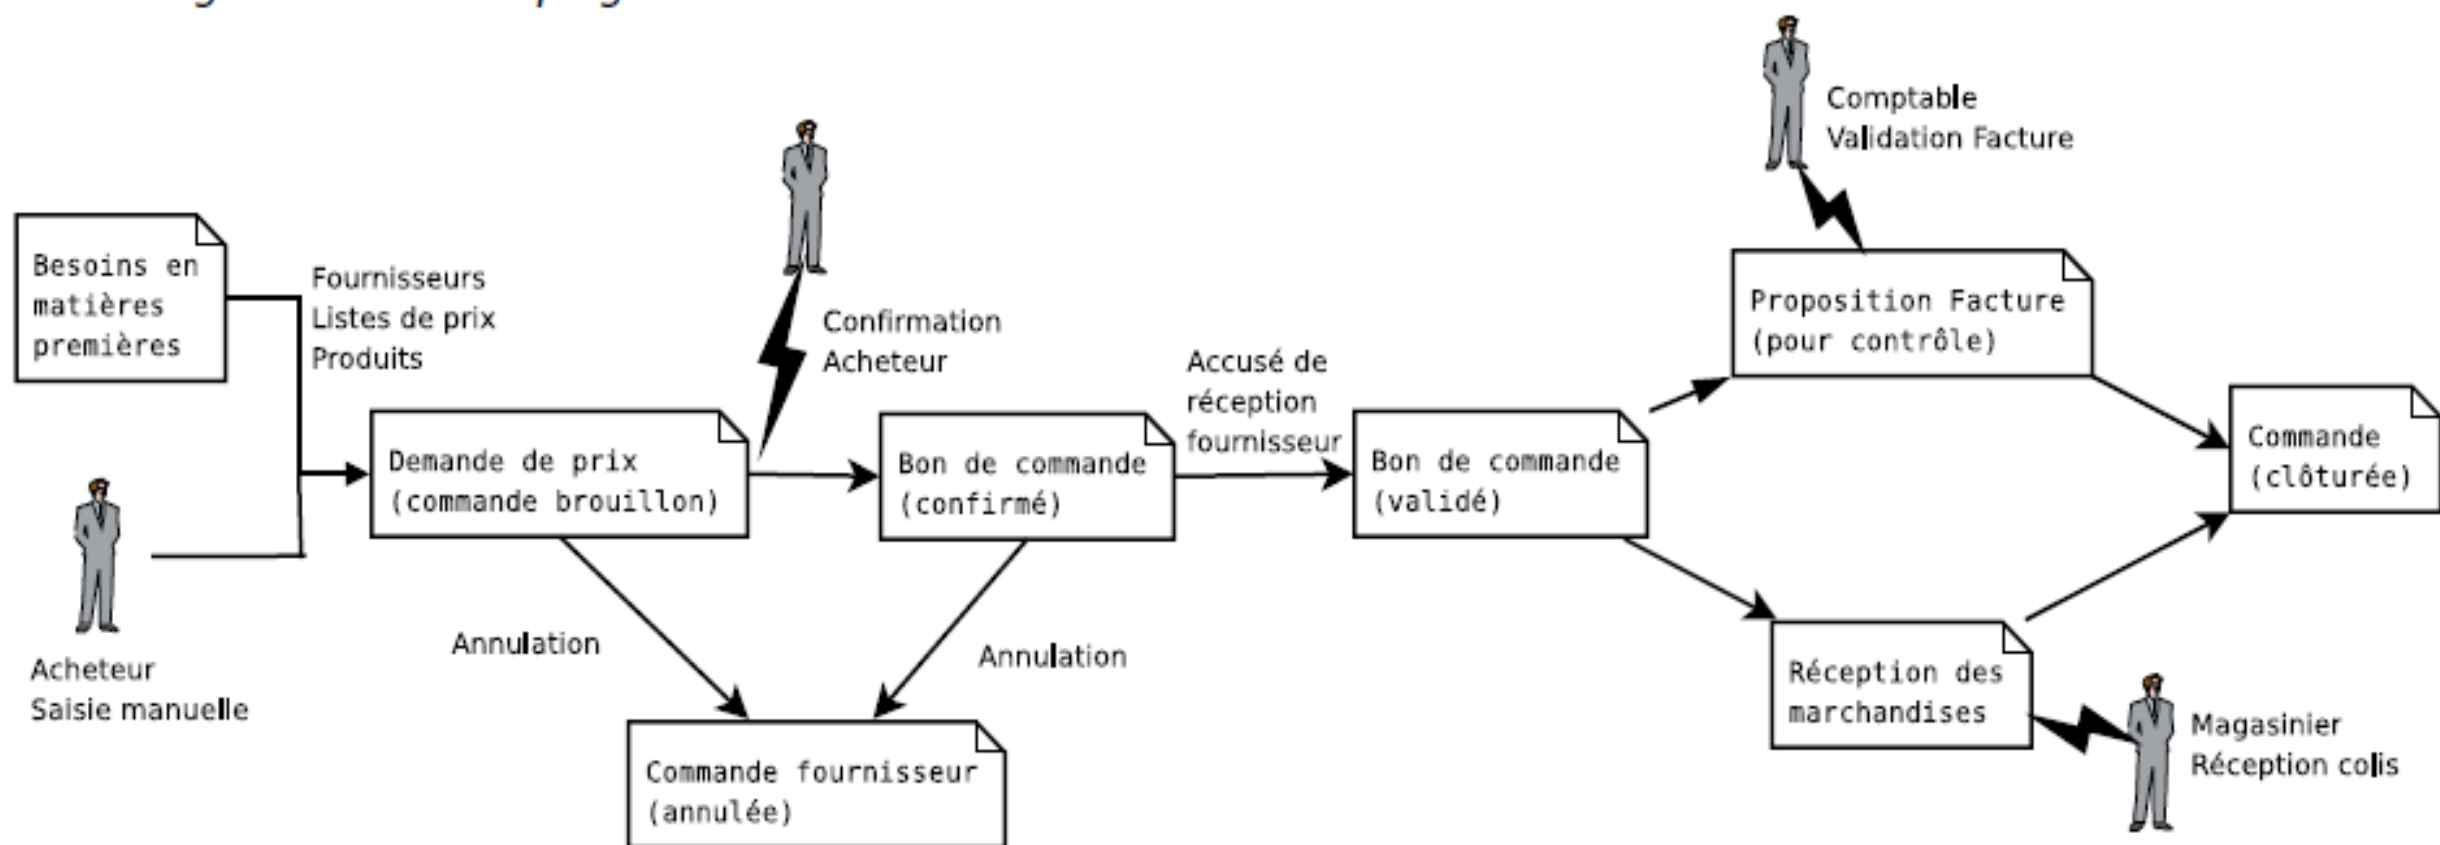 Besoins en
matières
premières
Fournisseurs
Listes de prix
Produits
Acheteur
Saisie manuelle
Demande de prix
(commande brouillon)
Confirmation
Acheteur
Bon de commande
(confirmé)
Annulation
Annulation
Commande fournisseur
(annulée)
Accusé de
réception
fournisseur
Bon de commande
(validé)
Comptable
Validation Facture
Proposition Facture
(pour contrôle)
Réception des
marchandises
Magasinier
Réception colis
Commande
(clôturée)